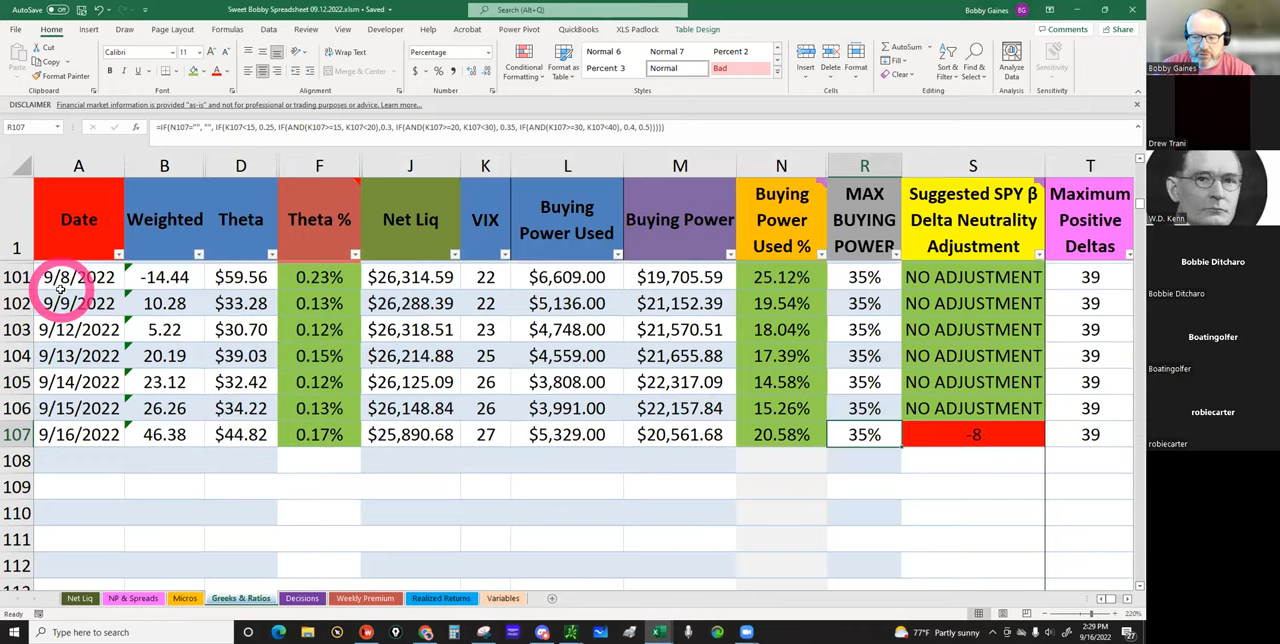 AutoSave Off Sweet Bobby Spreadsheet 09.12.2022.xlsm • Saved Search (Alt+Q) Bobby Gaines BG
File Home Insert Draw Page Layout Formulas Data Review View Developer Help Acrobat Power Pivot QuickBooks XLS Padlock Table Design Comments Share
Paste Cut Copy Format Painter
Calibri 11
Wrap Text Merge & Center
Percentage
Conditional Formatting Format as Table
Normal 6 Normal 7 Percent 2
Percent 3 Normal Bad
Insert Delete Format
AutoSum Fill Clear
Sort & Filter Find & Select
Analyze Data
Sensitivity
Clipboard Font Alignment Number Styles Cells Editing Analysis Sensitivity
DISCLAIMER Financial market information is provided "as-is" and not for professional or trading purposes or advice. Learn more...
R107 fx =IF(N107="", "", IF(K107<15, 0.25, IF(AND(K107>=15, K107<20),0.3, IF(AND(K107>=20, K107<30), 0.35, IF(AND(K107>=30, K107<40), 0.4, 0.5)))))
A B D F J K L M N R S T
1 Date Weighted Theta Theta % Net Liq VIX Buying Power Used Buying Power Buying Power Used % MAX BUYING POWER Suggested SPY β Delta Neutrality Adjustment Maximum Positive Deltas
101 9/8/2022 -14.44 $59.56 0.23% $26,314.59 22 $6,609.00 $19,705.59 25.12% 35% NO ADJUSTMENT 39
102 9/9/2022 10.28 $33.28 0.13% $26,288.39 22 $5,136.00 $21,152.39 19.54% 35% NO ADJUSTMENT 39
103 9/12/2022 5.22 $30.70 0.12% $26,318.51 23 $4,748.00 $21,570.51 18.04% 35% NO ADJUSTMENT 39
104 9/13/2022 20.19 $39.03 0.15% $26,214.88 25 $4,559.00 $21,655.88 17.39% 35% NO ADJUSTMENT 39
105 9/14/2022 23.12 $32.42 0.12% $26,125.09 26 $3,808.00 $22,317.09 14.58% 35% NO ADJUSTMENT 39
106 9/15/2022 26.26 $34.22 0.13% $26,148.84 26 $3,991.00 $22,157.84 15.26% 35% NO ADJUSTMENT 39
107 9/16/2022 46.38 $44.82 0.17% $25,890.68 27 $5,329.00 $20,561.68 20.58% 35% -8 39
108
109
110
111
112
Net Liq NP & Spreads Micros Greeks & Ratios Decisions Weekly Premium Realized Returns Variables
Ready 220%
Type here to search 77°F Partly sunny 2:29 PM
9/16/2022
Bobby Gaines
Drew Trani
W.D. Kenn
Bobbie Ditcharo
Bobbie Ditcharo
Boatingolfer
Boatingolfer
robiecarter
robiecarter